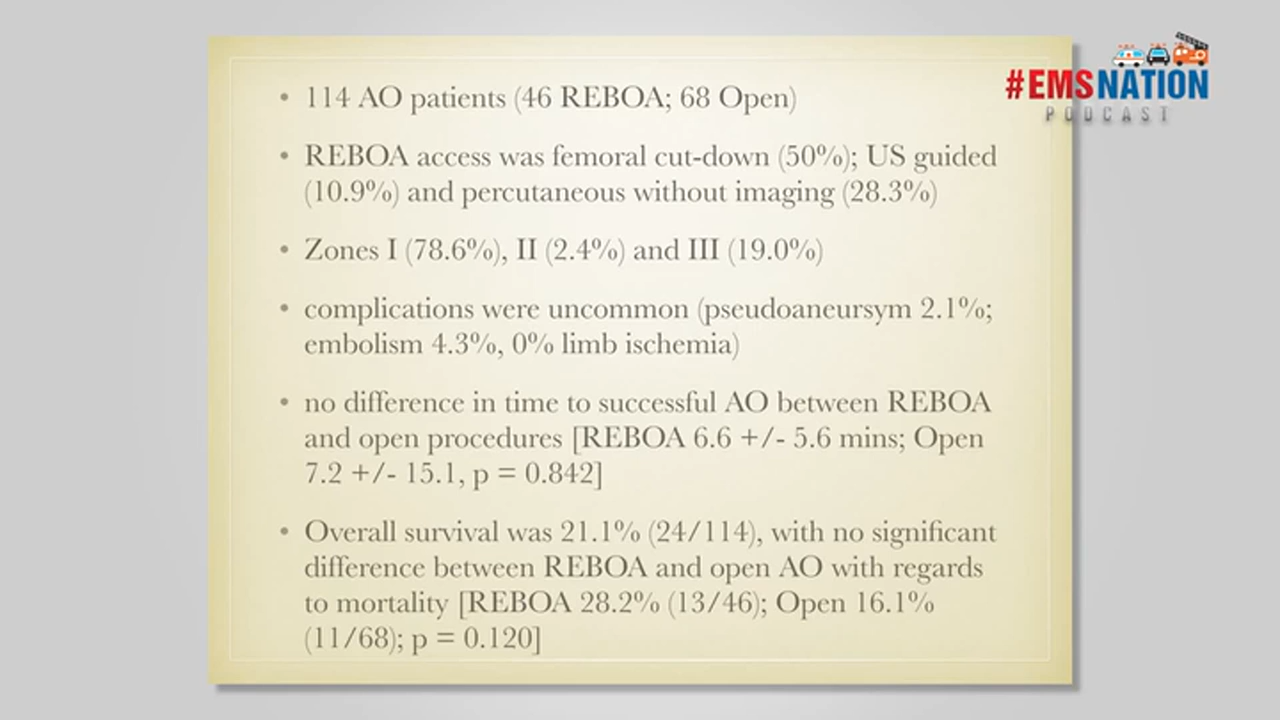 #EMSNATION
PODCAST
• 114 AO patients (46 REBOA; 68 Open)
• REBOA access was femoral cut-down (50%); US guided
(10.9%) and percutaneous without imaging (28.3%)
• Zones I (78.6%), II (2.4%) and III (19.0%)
• complications were uncommon (pseudoaneursym 2.1%;
embolism 4.3%, 0% limb ischemia)
• no difference in time to successful AO between REBOA
and open procedures [REBOA 6.6 +/- 5.6 mins; Open
7.2 +/- 15.1, p = 0.842]
• Overall survival was 21.1% (24/114), with no significant
difference between REBOA and open AO with regards
to mortality [REBOA 28.2% (13/46); Open 16.1%
(11/68); p = 0.120]